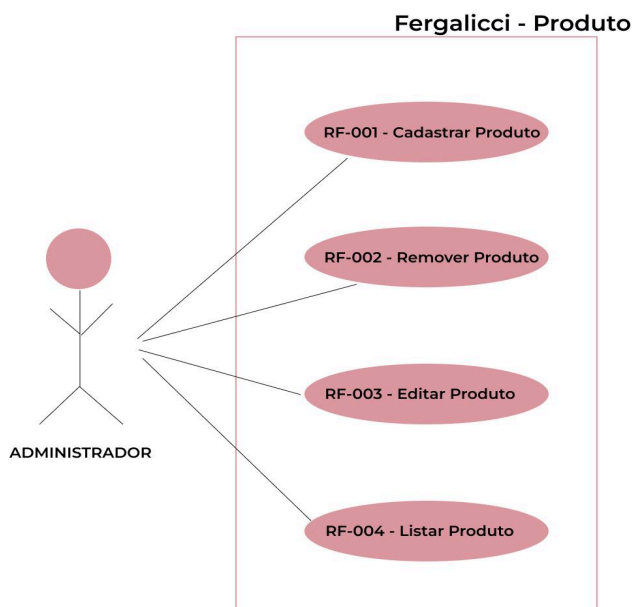 Fergalicci - Produto
RF-001 - Cadastrar Produto
RF-002 - Remover Produto
RF-003 - Editar Produto
ADMINISTRADOR
RF-004 - Listar Produto